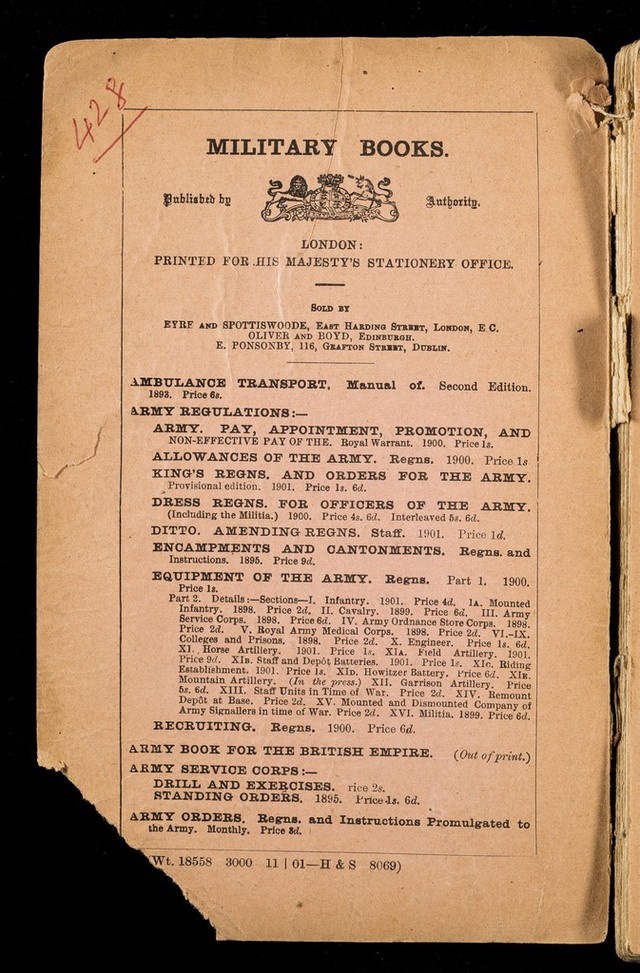 428
MILITARY BOOKS.
Published by Authority.
LONDON:
PRINTED FOR HIS MAJESTY'S STATIONERY OFFICE.
SOLD BY
EYRE AND SPOTTISWOODE, EAST HARDING STREET, LONDON, E C.
OLIVER AND BOYD, EDINBURGH.
E. PONSONBY, 116, GRAFTON STREET, DUBLIN.
AMBULANCE TRANSPORT, Manual of. Second Edition.
1893. Price 6s.
ARMY REGULATIONS:—
ARMY. PAY, APPOINTMENT, PROMOTION, AND
NON-EFFECTIVE PAY OF THE. Royal Warrant. 1900. Price 1s.
ALLOWANCES OF THE ARMY. Regns. 1900. Price 1s
KING'S REGNS. AND ORDERS FOR THE ARMY.
Provisional edition. 1901. Price 1s. 6d.
DRESS REGNS. FOR OFFICERS OF THE ARMY.
(Including the Militia.) 1900. Price 4s. 6d. Interleaved 5s. 6d.
DITTO. AMENDING REGNS. Staff. 1901. Price 1d.
ENCAMPMENTS AND CANTONMENTS. Regns. and
Instructions. 1895. Price 9d.
EQUIPMENT OF THE ARMY. Regns. Part 1. 1900.
Price 1s.
Part 2. Details:—Sections—I. Infantry. 1901. Price 4d. IA. Mounted
Infantry. 1898. Price 2d. II. Cavalry. 1899. Price 6d. III. Army
Service Corps. 1898. Price 6d. IV. Army Ordnance Store Corps. 1898.
Price 2d. V. Royal Army Medical Corps. 1898. Price 2d. VI.-IX.
Colleges and Prisons. 1898. Price 2d. X. Engineer. Price 1s. 6d.
XI. Horse Artillery. 1901. Price 1s. XIA. Field Artillery. 1901.
Price 9d. XIB. Staff and Depôt Batteries. 1901. Price 1s. XIC. Riding
Establishment. 1901. Price 1s. XID. Howitzer Battery. Price 6d. XIE.
Mountain Artillery. (In the press.) XII. Garrison Artillery. Price
5s. 6d. XIII. Staff Units in Time of War. Price 2d. XIV. Remount
Depôt at Base. Price 2d. XV. Mounted and Dismounted Company of
Army Signallers in time of War. Price 2d. XVI. Militia. 1899. Price 6d.
RECRUITING. Regns. 1900. Price 6d.
ARMY BOOK FOR THE BRITISH EMPIRE. (Out of print.)
ARMY SERVICE CORPS:—
DRILL AND EXERCISES. rice 2s.
STANDING ORDERS. 1895. Price 1s. 6d.
ARMY ORDERS. Regns. and Instructions Promulgated to
the Army. Monthly. Price 3d.
(Wt. 18558 3000 11 | 01—H & S 8069)